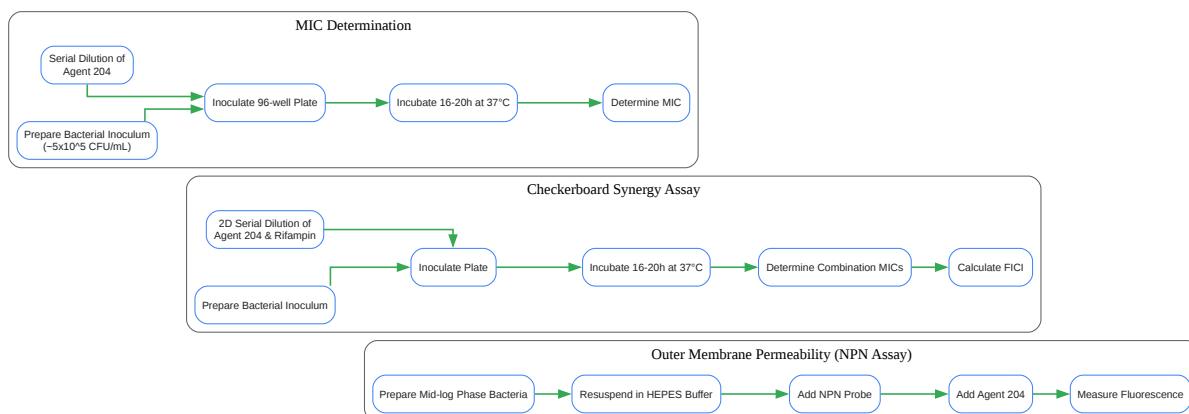 MIC Determination
Serial Dilution of
Agent 204
Inoculate 96-well Plate
Incubate 16-20h at 37°C
Determine MIC
Prepare Bacterial Inoculum
(~5x10^5 CFU/mL)
Checkerboard Synergy Assay
2D Serial Dilution of
Agent 204 & Rifampin
Inoculate Plate
Incubate 16-20h at 37°C
Determine Combination MICs
Calculate FICI
Prepare Bacterial Inoculum
Outer Membrane Permeability (NPN Assay)
Prepare Mid-log Phase Bacteria
Resuspend in HEPES Buffer
Add NPN Probe
Add Agent 204
Measure Fluorescence